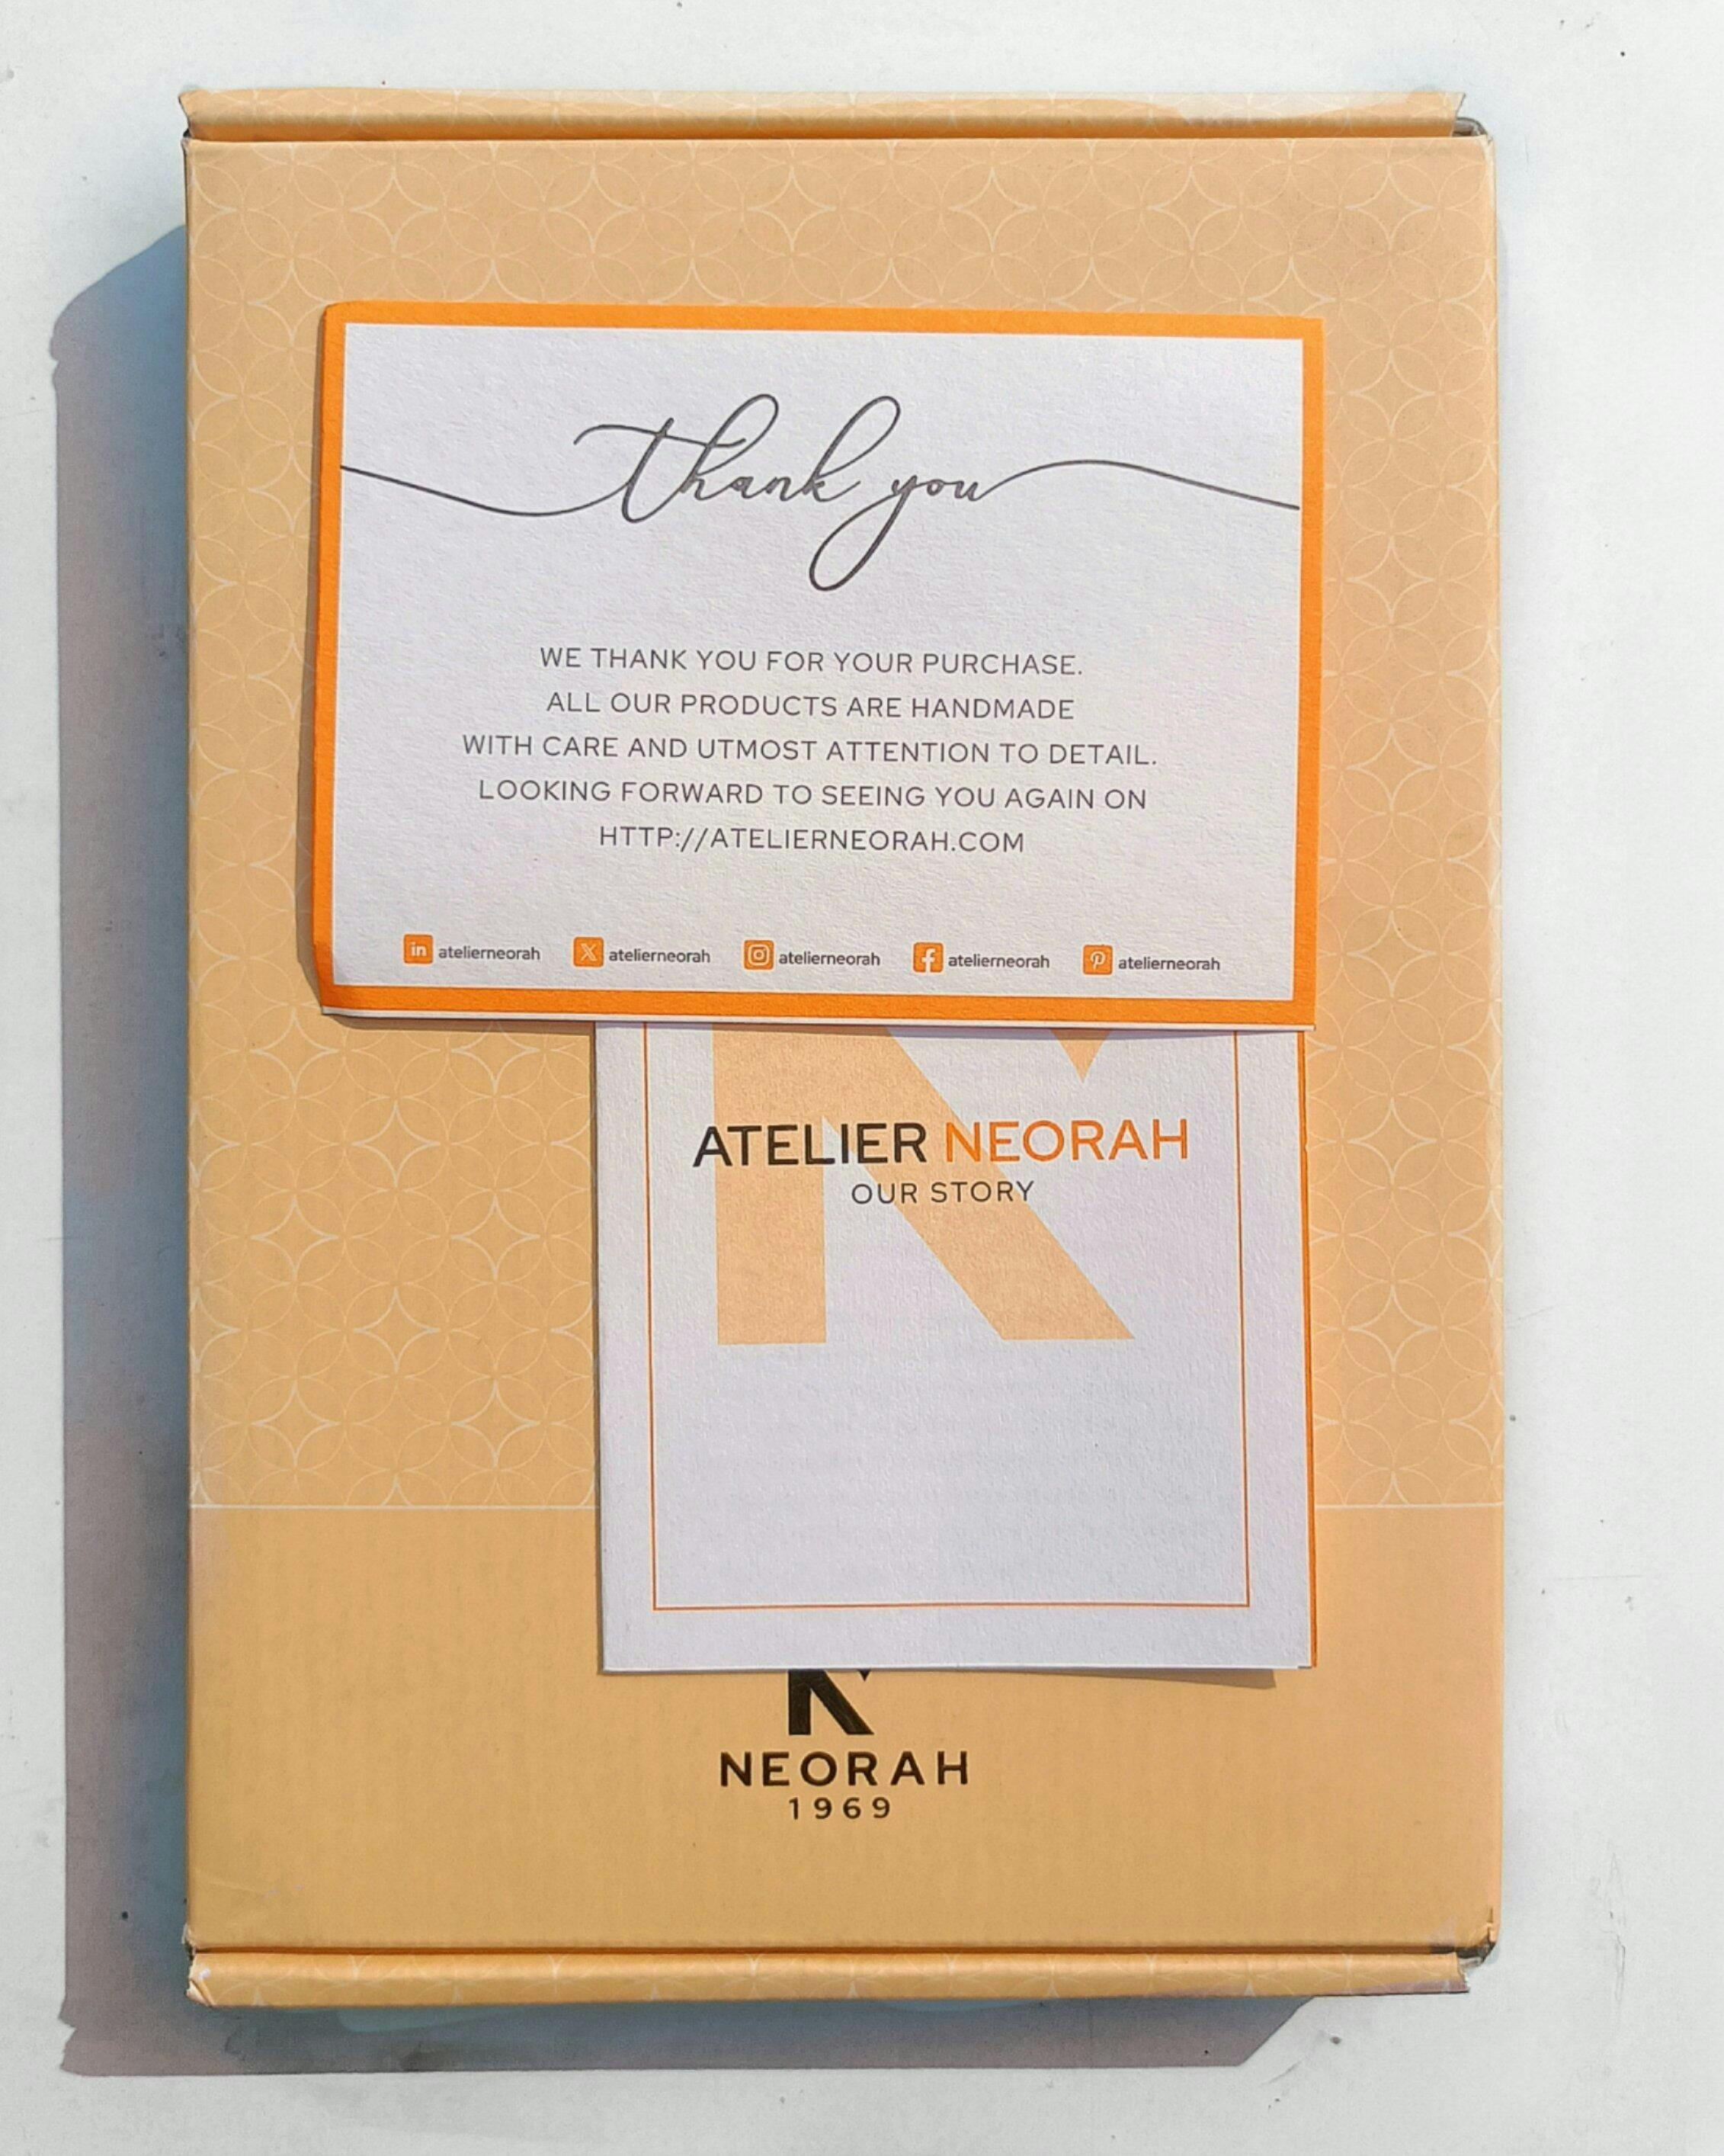 thank you
WE THANK YOU FOR YOUR PURCHASE.
ALL OUR PRODUCTS ARE HANDMADE
WITH CARE AND UTMOST ATTENTION TO DETAIL.
LOOKING FORWARD TO SEEING YOU AGAIN ON
HTTP://ATELIERNEORAH.COM
in atelierneorah X atelierneorah atelierneorah f atelierneorah P atelierneorah
ATELIER NEORAH
OUR STORY
NEORAH
1969